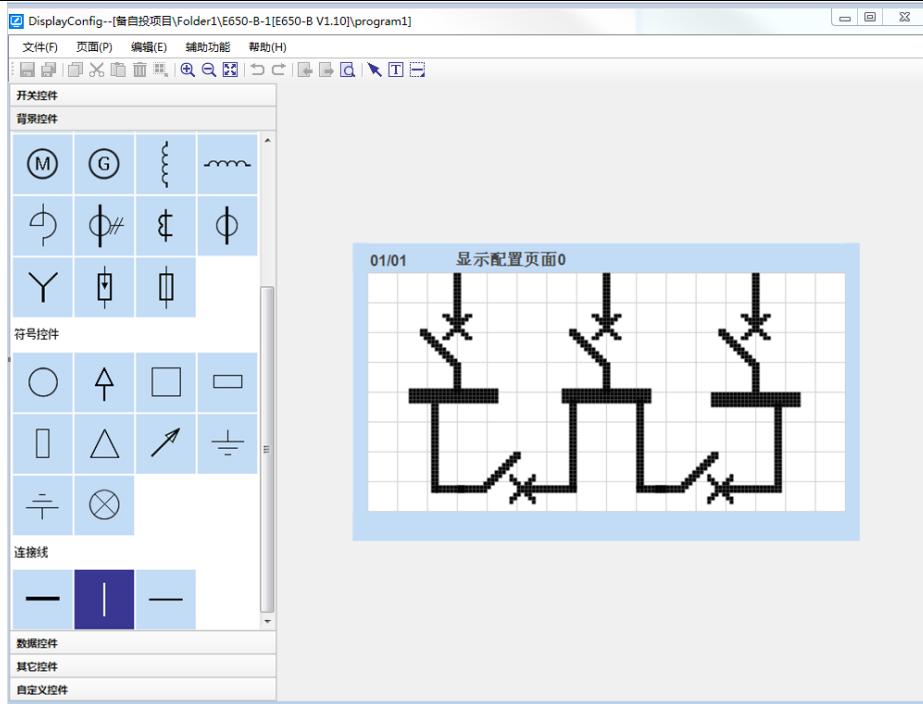 DisplayConfig--[备自投项目\Folder1\E650-B-1[E650-B V1.10]\program1]
文件(F) 页面(P) 编辑(E) 辅助功能 帮助(H)
T
开关控件
背景控件
M G
符号控件
连接线
数据控件
其它控件
自定义控件
01/01 显示配置页面0